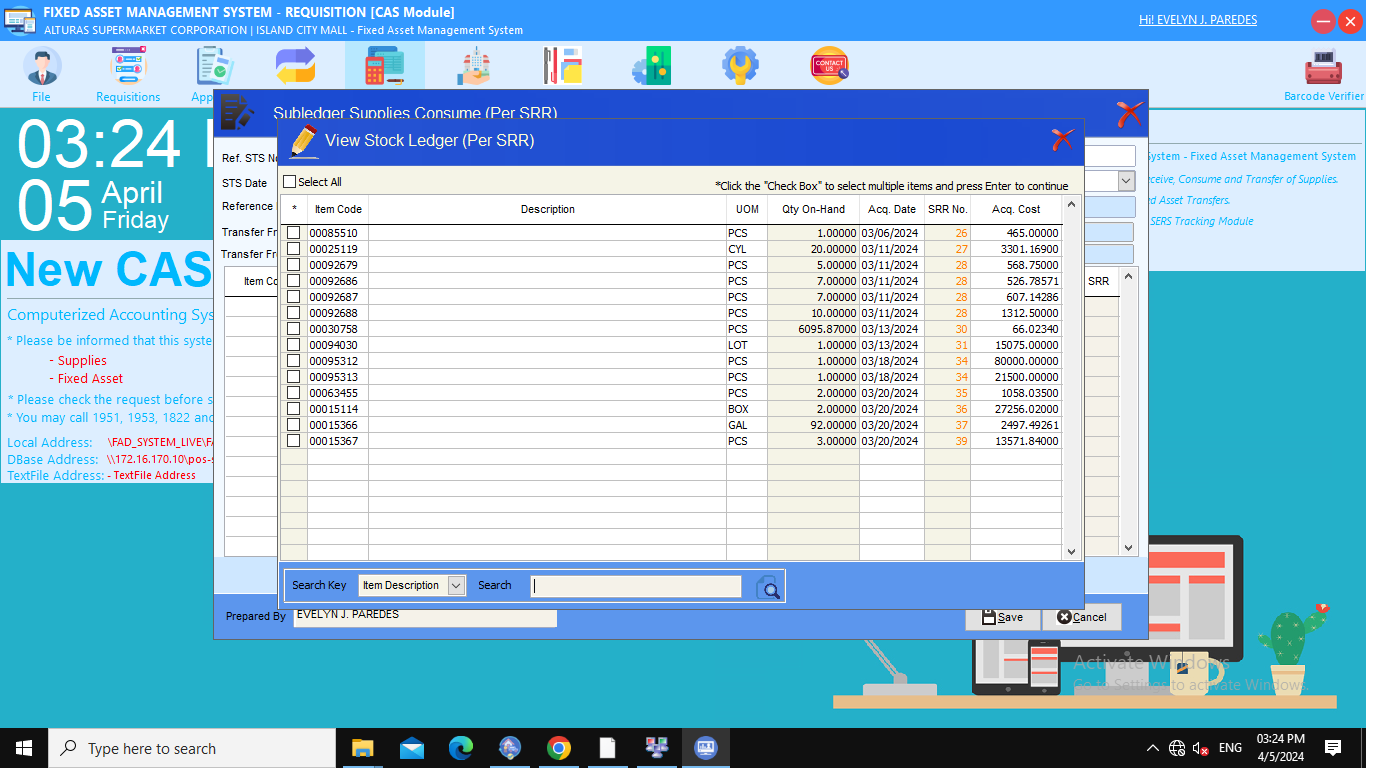 FIXED ASSET MANAGEMENT SYSTEM - REQUISITION [CAS Module]
ALTURAS SUPERMARKET CORPORATION | ISLAND CITY MALL - Fixed Asset Management System
Hi! EVELYN J. PAREDES
File
Requisitions
App
CONTACT US
Barcode Verifier
03:24
05 April
Friday
New CAS
Computerized Accounting Sys
* Please be informed that this syste
- Supplies
- Fixed Asset
* Please check the request before s
* You may call 1951, 1953, 1822 and
Local Address: \FAD_SYSTEM_LIVE\FA
DBase Address: \\172.16.170.10\pos-s
TextFile Address: - TextFile Address
System - Fixed Asset Management System
eceive, Consume and Transfer of Supplies.
ed Asset Transfers.
SERS Tracking Module
Subledger Supplies Consume (Per SRR)
Ref. STS No
STS Date
Reference
Transfer Fr
Transfer Fr
Item Co
SRR
View Stock Ledger (Per SRR)
Select All
*Click the "Check Box" to select multiple items and press Enter to continue
* Item Code Description UOM Qty On-Hand Acq. Date SRR No. Acq. Cost
00085510 PCS 1.00000 03/06/2024 26 465.00000
00025119 CYL 20.00000 03/11/2024 27 3301.16900
00092679 PCS 5.00000 03/11/2024 28 568.75000
00092686 PCS 7.00000 03/11/2024 28 526.78571
00092687 PCS 7.00000 03/11/2024 28 607.14286
00092688 PCS 10.00000 03/11/2024 28 1312.50000
00030758 PCS 6095.87000 03/13/2024 30 66.02340
00094030 LOT 1.00000 03/13/2024 31 15075.00000
00095312 PCS 1.00000 03/18/2024 34 80000.00000
00095313 PCS 1.00000 03/18/2024 34 21500.00000
00063455 PCS 2.00000 03/20/2024 35 1058.03500
00015114 BOX 2.00000 03/20/2024 36 27256.02000
00015366 GAL 92.00000 03/20/2024 37 2497.49261
00015367 PCS 3.00000 03/20/2024 39 13571.84000
Search Key Item Description Search
Prepared By EVELYN J. PAREDES
Save
Cancel
Activate Windows
Go to Settings to activate Windows.
Type here to search
ENG
03:24 PM
4/5/2024